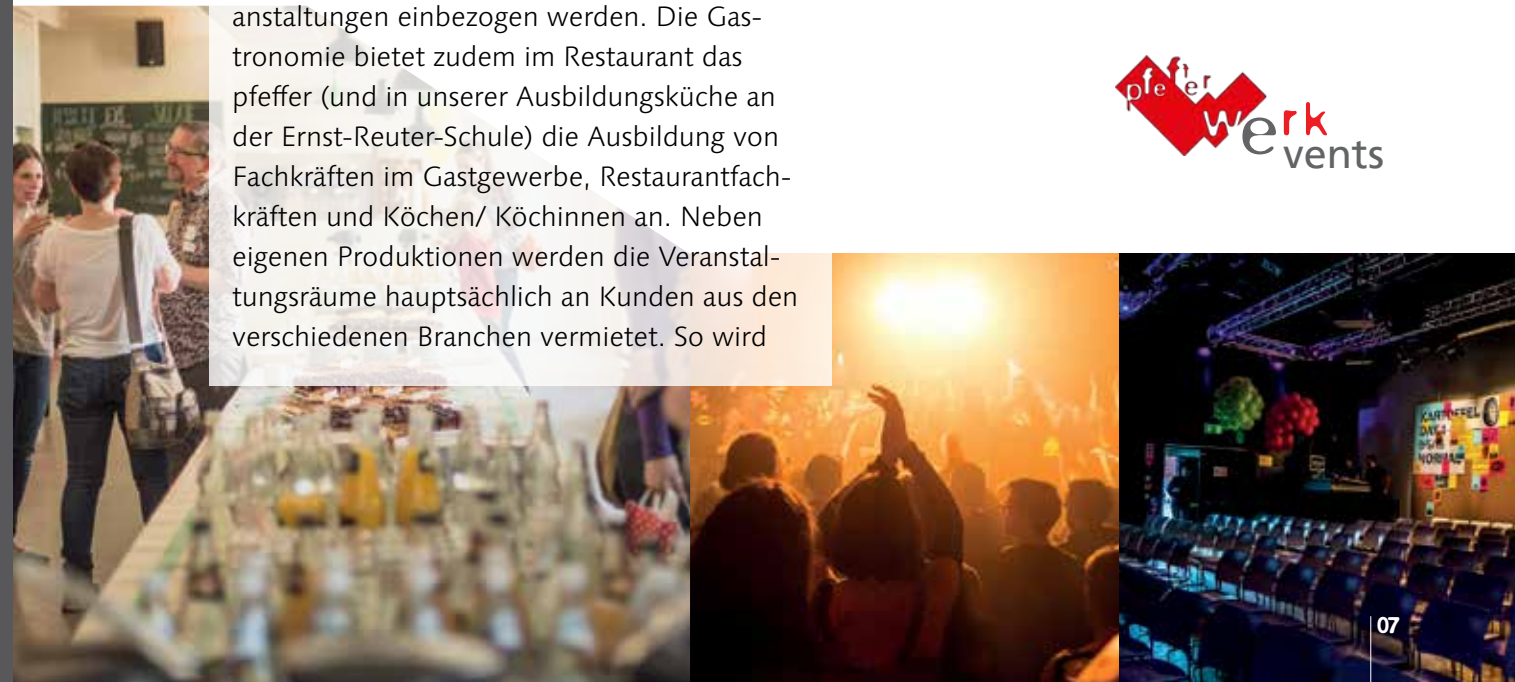 anstaltungen einbezogen werden. Die Gas-
tronomie bietet zudem im Restaurant das
pfeffer (und in unserer Ausbildungsküche an
der Ernst-Reuter-Schule) die Ausbildung von
Fachkräften im Gastgewerbe, Restaurantfach-
kräften und Köchen/ Köchinnen an. Neben
eigenen Produktionen werden die Veranstal-
tungsräume hauptsächlich an Kunden aus den
verschiedenen Branchen vermietet. So wird
pfeffer
werk
events
KARTOFFEL
07